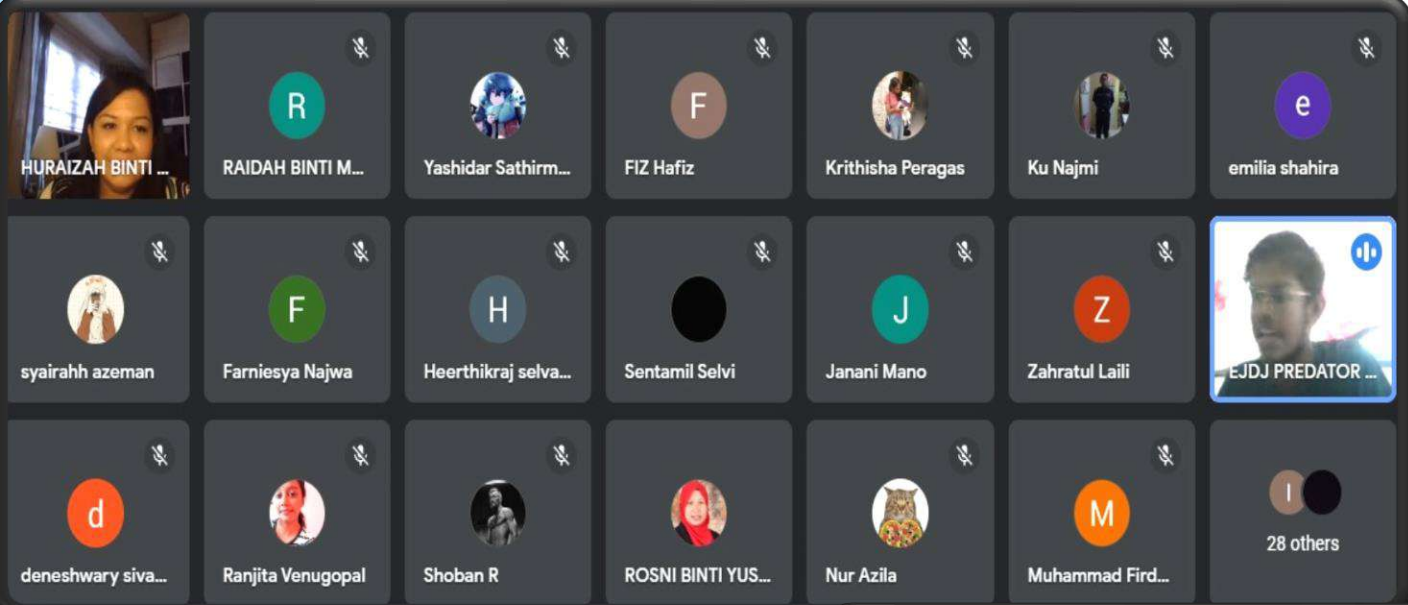 HURAIZAH BINTI ...
R
RAIDAH BINTI M...
Yashidar Sathirm...
F
FIZ Hafiz
Krithisha Peragas
Ku Najmi
e
emilia shahira
syairahh azeman
F
Farniesya Najwa
H
Heerthikraj selva...
Sentamil Selvi
J
Janani Mano
Z
Zahratul Laili
EJDJ PREDATOR ...
d
deneshwary siva...
Ranjita Venugopal
Shoban R
ROSNI BINTI YUS...
Nur Azila
M
Muhammad Fird...
I
28 others